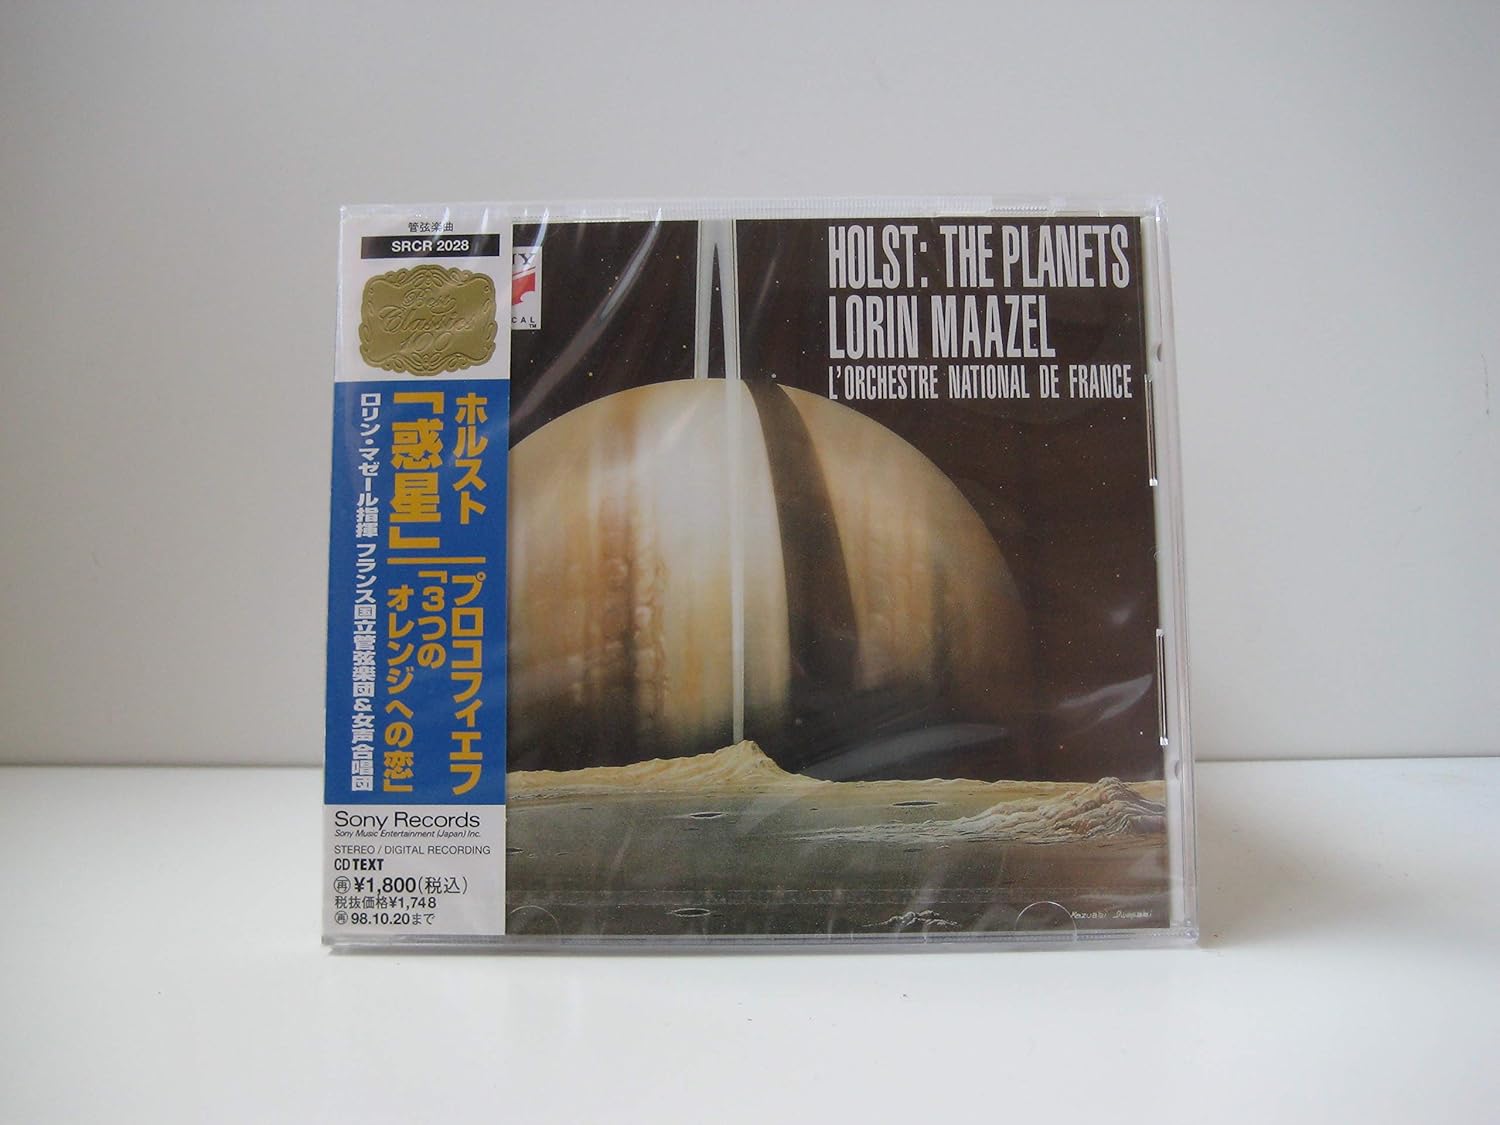 管弦楽曲
SRCR 2028
Best
Classics
100
ホルスト
「惑星」
プロコフィエフ
「3つの
オレンジへの恋」
ロリン・マゼール指揮 フランス国立管弦楽団&女声合唱団
Sony Records
Sony Music Entertainment (Japan) Inc.
STEREO / DIGITAL RECORDING
CD TEXT
再 ¥1,800(税込)
税抜価格¥1,748
再 98.10.20まで
HOLST: THE PLANETS
LORIN MAAZEL
L'ORCHESTRE NATIONAL DE FRANCE